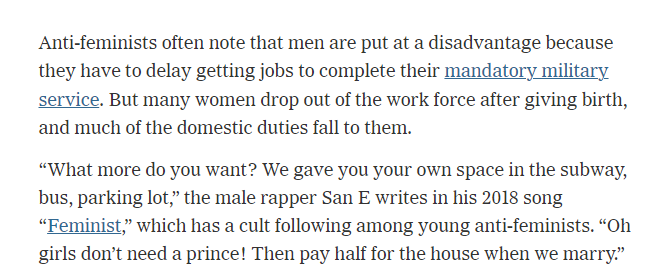 Anti-feminists often note that men are put at a disadvantage because
they have to delay getting jobs to complete their mandatory military
service. But many women drop out of the work force after giving birth,
and much of the domestic duties fall to them.
“What more do you want? We gave you your own space in the subway,
bus, parking lot,” the male rapper San E writes in his 2018 song
“Feminist,” which has a cult following among young anti-feminists. “Oh
girls don’t need a prince! Then pay half for the house when we marry.”